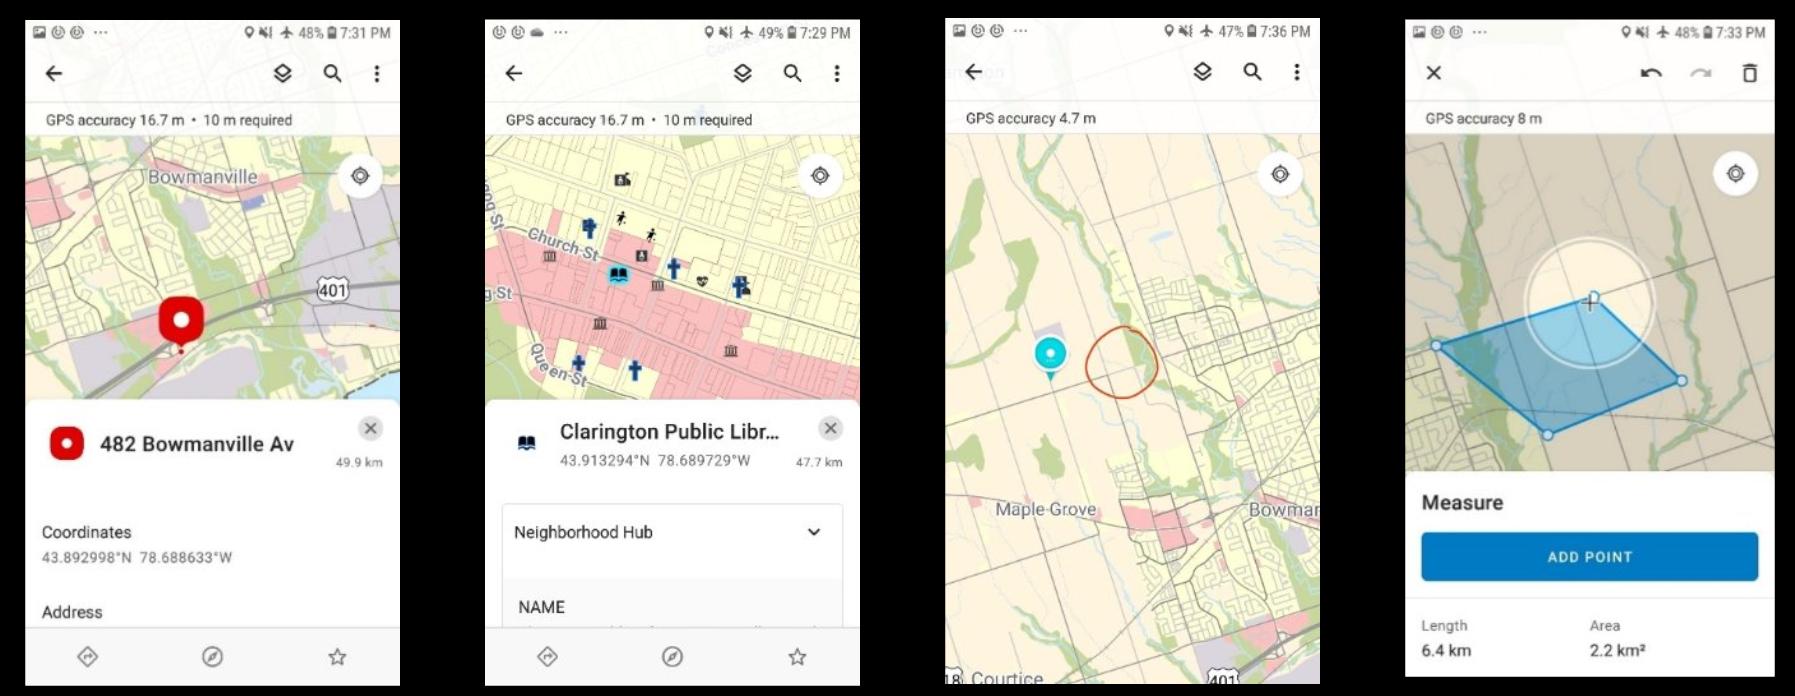 48% 7:31 PM
GPS accuracy 16.7 m • 10 m required
Bowmanville
401
482 Bowmanville Av
49.9 km
Coordinates
43.892998°N 78.688633°W
Address
49% 7:29 PM
GPS accuracy 16.7 m • 10 m required
Church St
g St
Queen St
Clarington Public Libr...
43.913294°N 78.689729°W
47.7 km
Neighborhood Hub
NAME
47% 7:36 PM
GPS accuracy 4.7 m
Maple Grove
Bowmar
18
Courtice
401
48% 7:33 PM
GPS accuracy 8 m
Measure
ADD POINT
Length
Area
6.4 km
2.2 km²